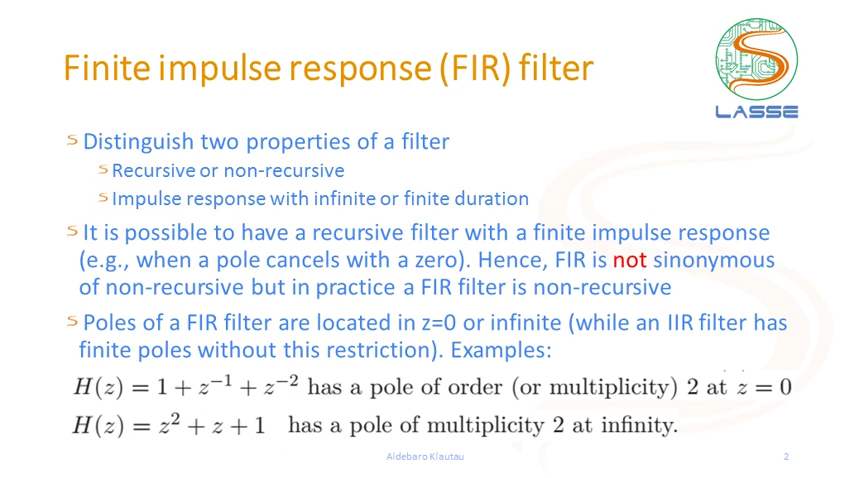 Finite impulse response (FIR) filter
LASSE
Distinguish two properties of a filter
Recursive or non-recursive
Impulse response with infinite or finite duration
It is possible to have a recursive filter with a finite impulse response
(e.g., when a pole cancels with a zero). Hence, FIR is not sinonymous
of non-recursive but in practice a FIR filter is non-recursive
Poles of a FIR filter are located in z=0 or infinite (while an IIR filter has
finite poles without this restriction). Examples:
H(z) = 1 + z⁻¹ + z⁻² has a pole of order (or multiplicity) 2 at z = 0
H(z) = z² + z + 1 has a pole of multiplicity 2 at infinity.
Aldebaro Klautau
2